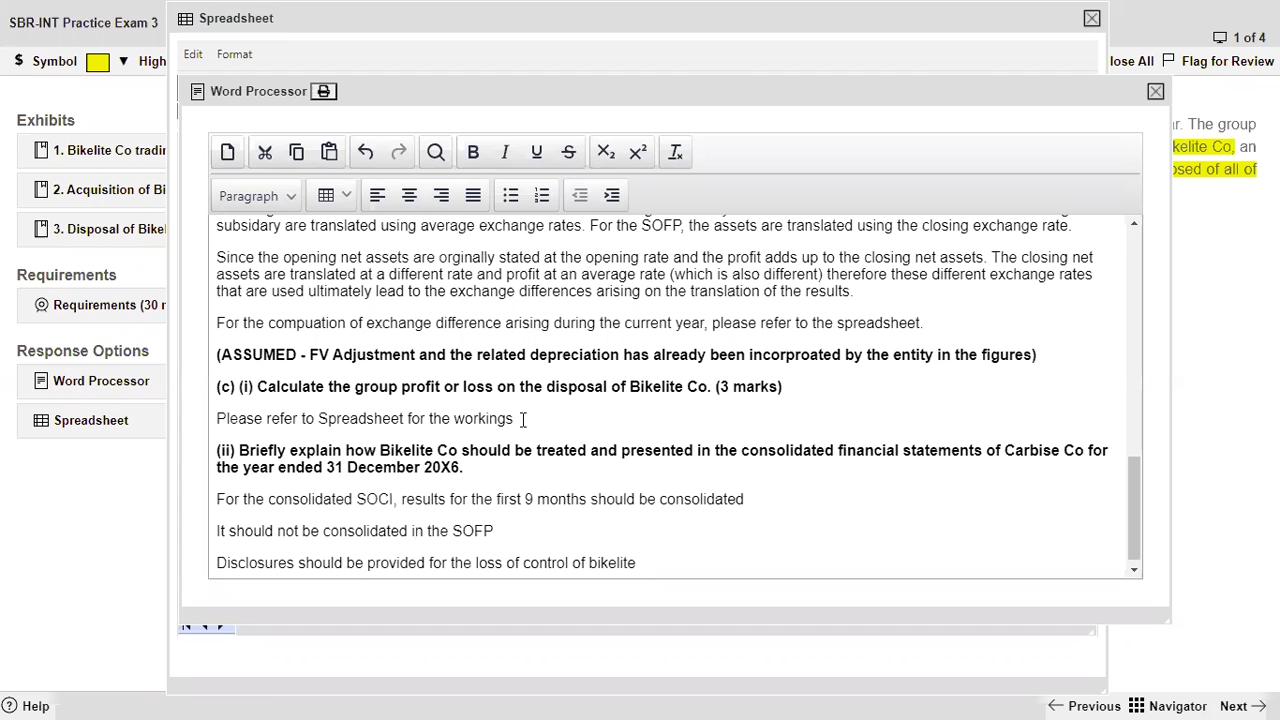 SBR-INT Practice Exam 3
Spreadsheet
1 of 4
$ Symbol
High
Edit Format
lose All
Flag for Review
Word Processor
Exhibits
1. Bikelite Co tradin
2. Acquisition of Bi
3. Disposal of Bikel
Requirements
Requirements (30 m
Response Options
Word Processor
Spreadsheet
ar. The group
kelite Co, an
osed of all of
Paragraph
subsidary are translated using average exchange rates. For the SOFP, the assets are translated using the closing exchange rate.
Since the opening net assets are orginally stated at the opening rate and the profit adds up to the closing net assets. The closing net
assets are translated at a different rate and profit at an average rate (which is also different) therefore these different exchange rates
that are used ultimately lead to the exchange differences arising on the translation of the results.
For the compuation of exchange difference arising during the current year, please refer to the spreadsheet.
(ASSUMED - FV Adjustment and the related depreciation has already been incorproated by the entity in the figures)
(c) (i) Calculate the group profit or loss on the disposal of Bikelite Co. (3 marks)
Please refer to Spreadsheet for the workings
(ii) Briefly explain how Bikelite Co should be treated and presented in the consolidated financial statements of Carbise Co for
the year ended 31 December 20X6.
For the consolidated SOCI, results for the first 9 months should be consolidated
It should not be consolidated in the SOFP
Disclosures should be provided for the loss of control of bikelite
Help
Previous
Navigator
Next